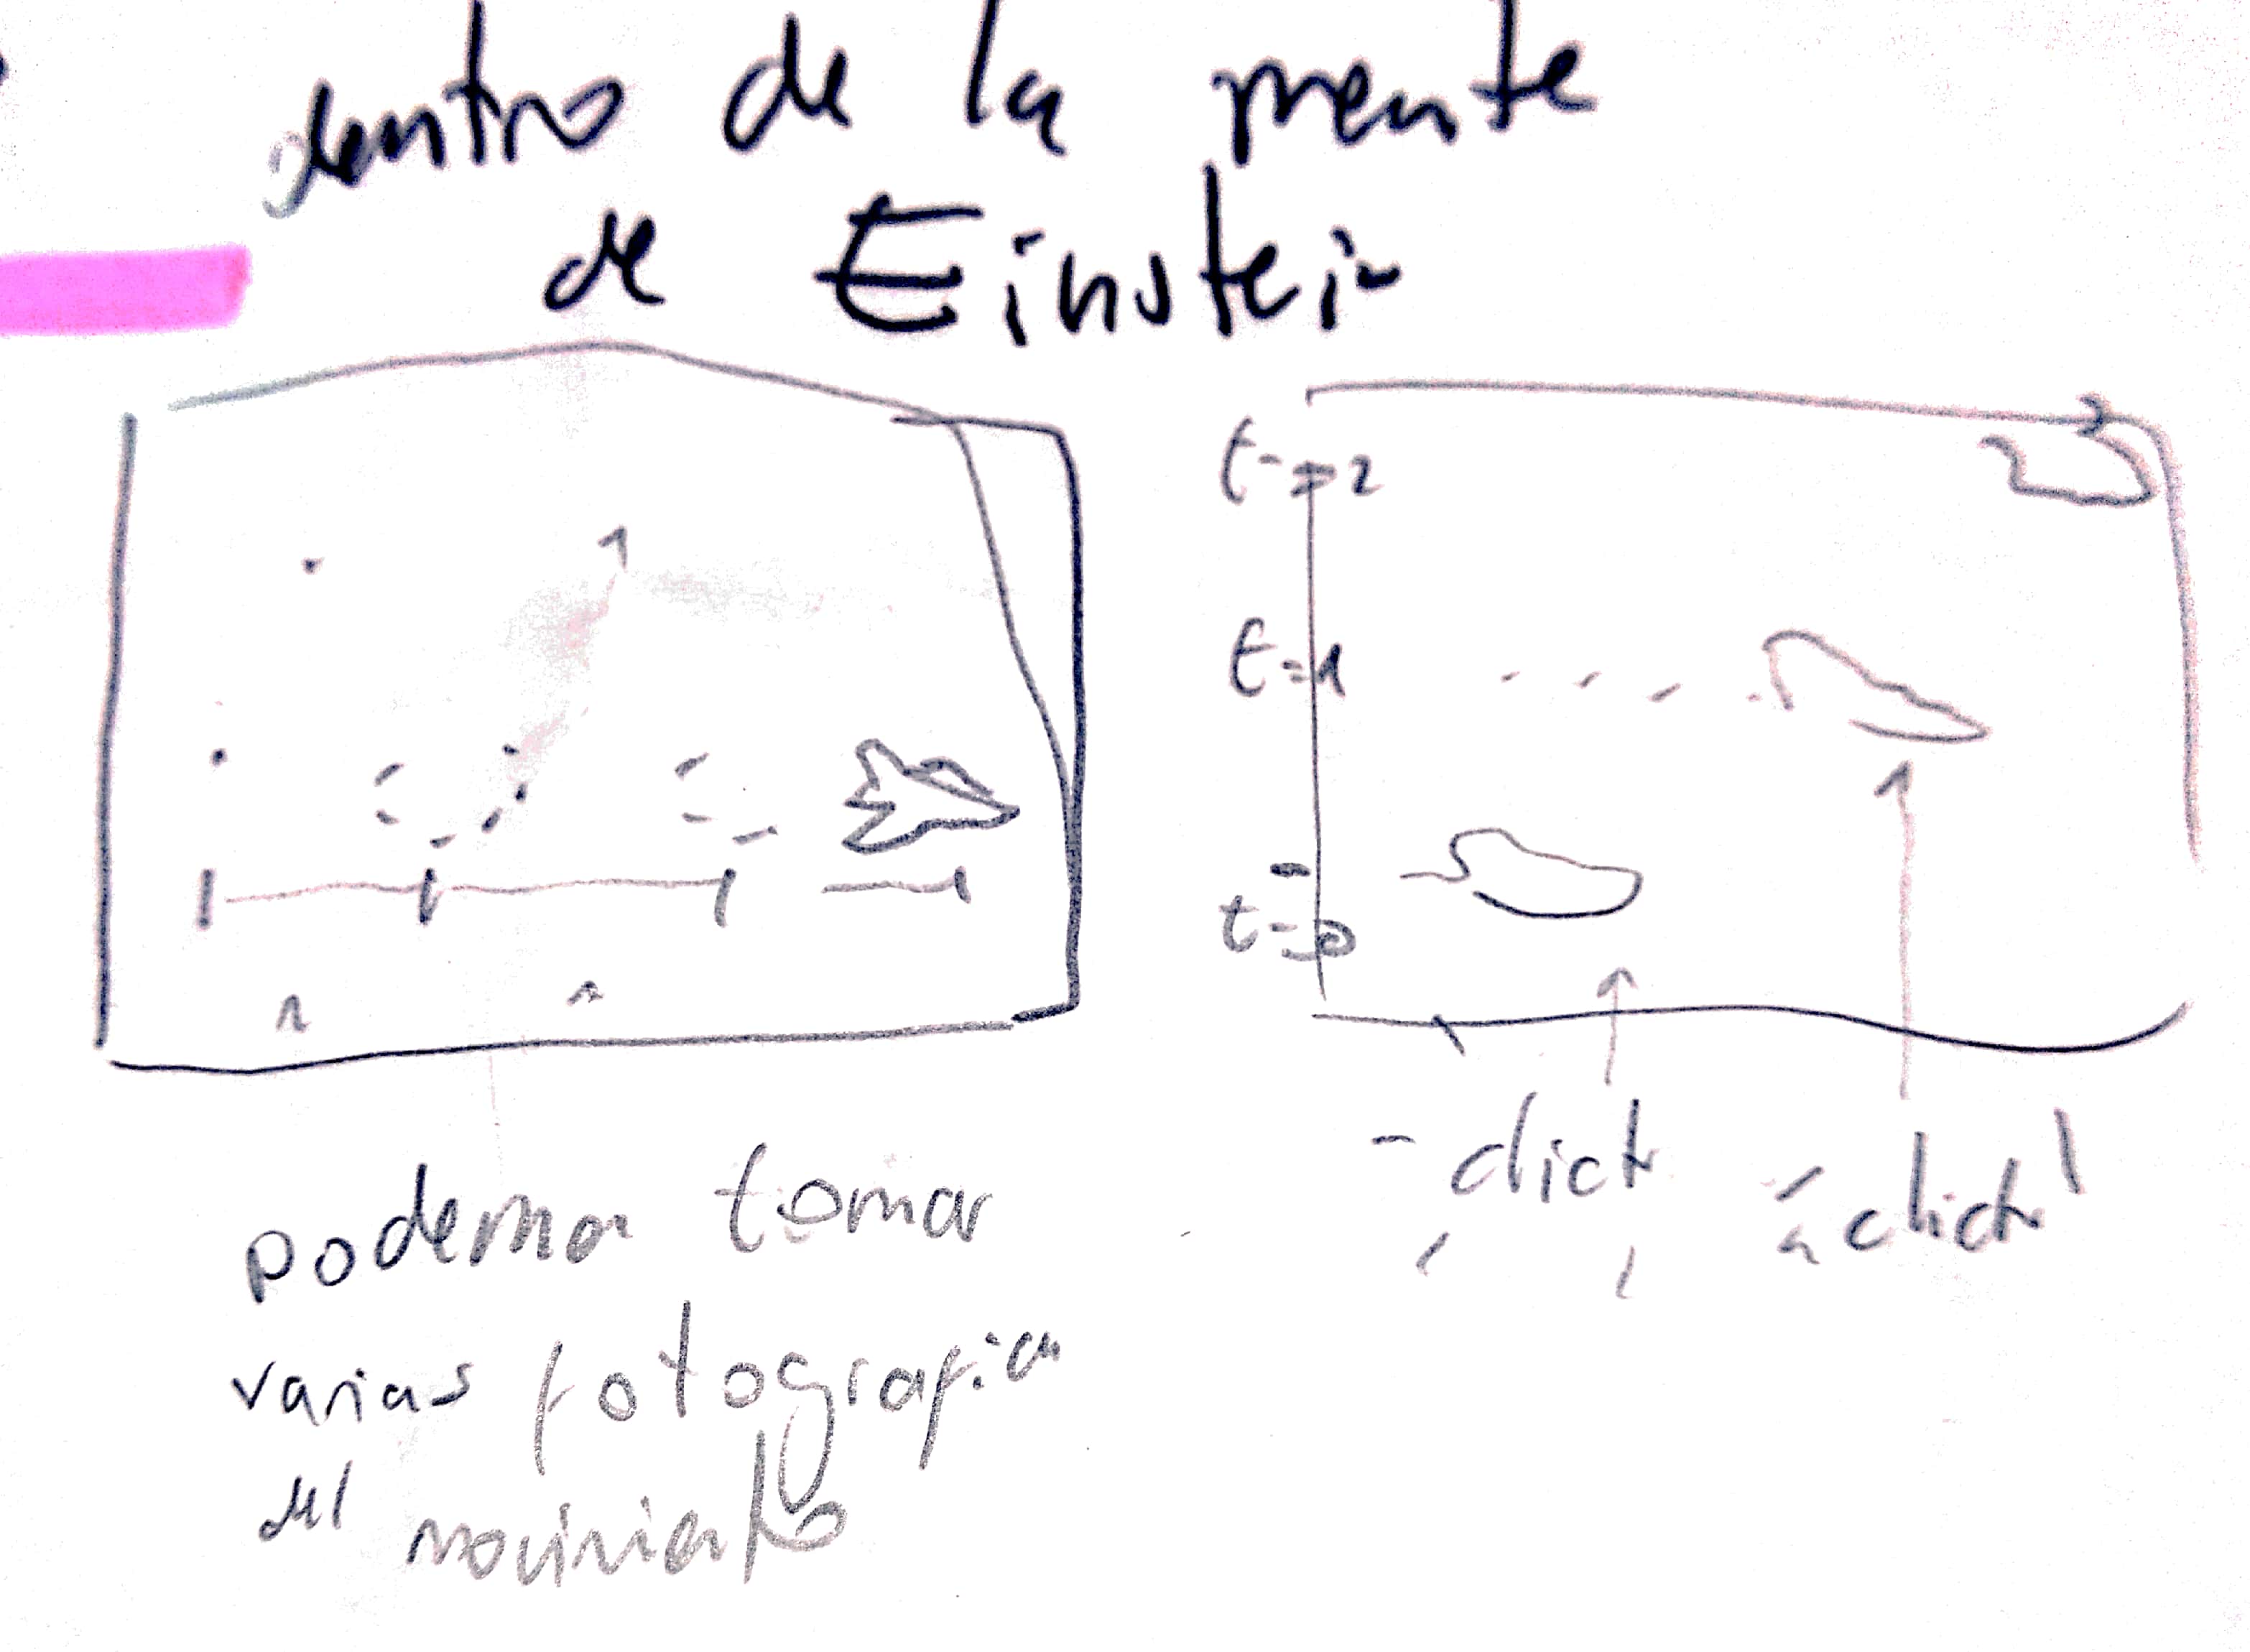 dentro de la mente
de Einstein
t=2
t=1
t=0
click
"click"
podemos tomar
varias fotografias
del movimiento